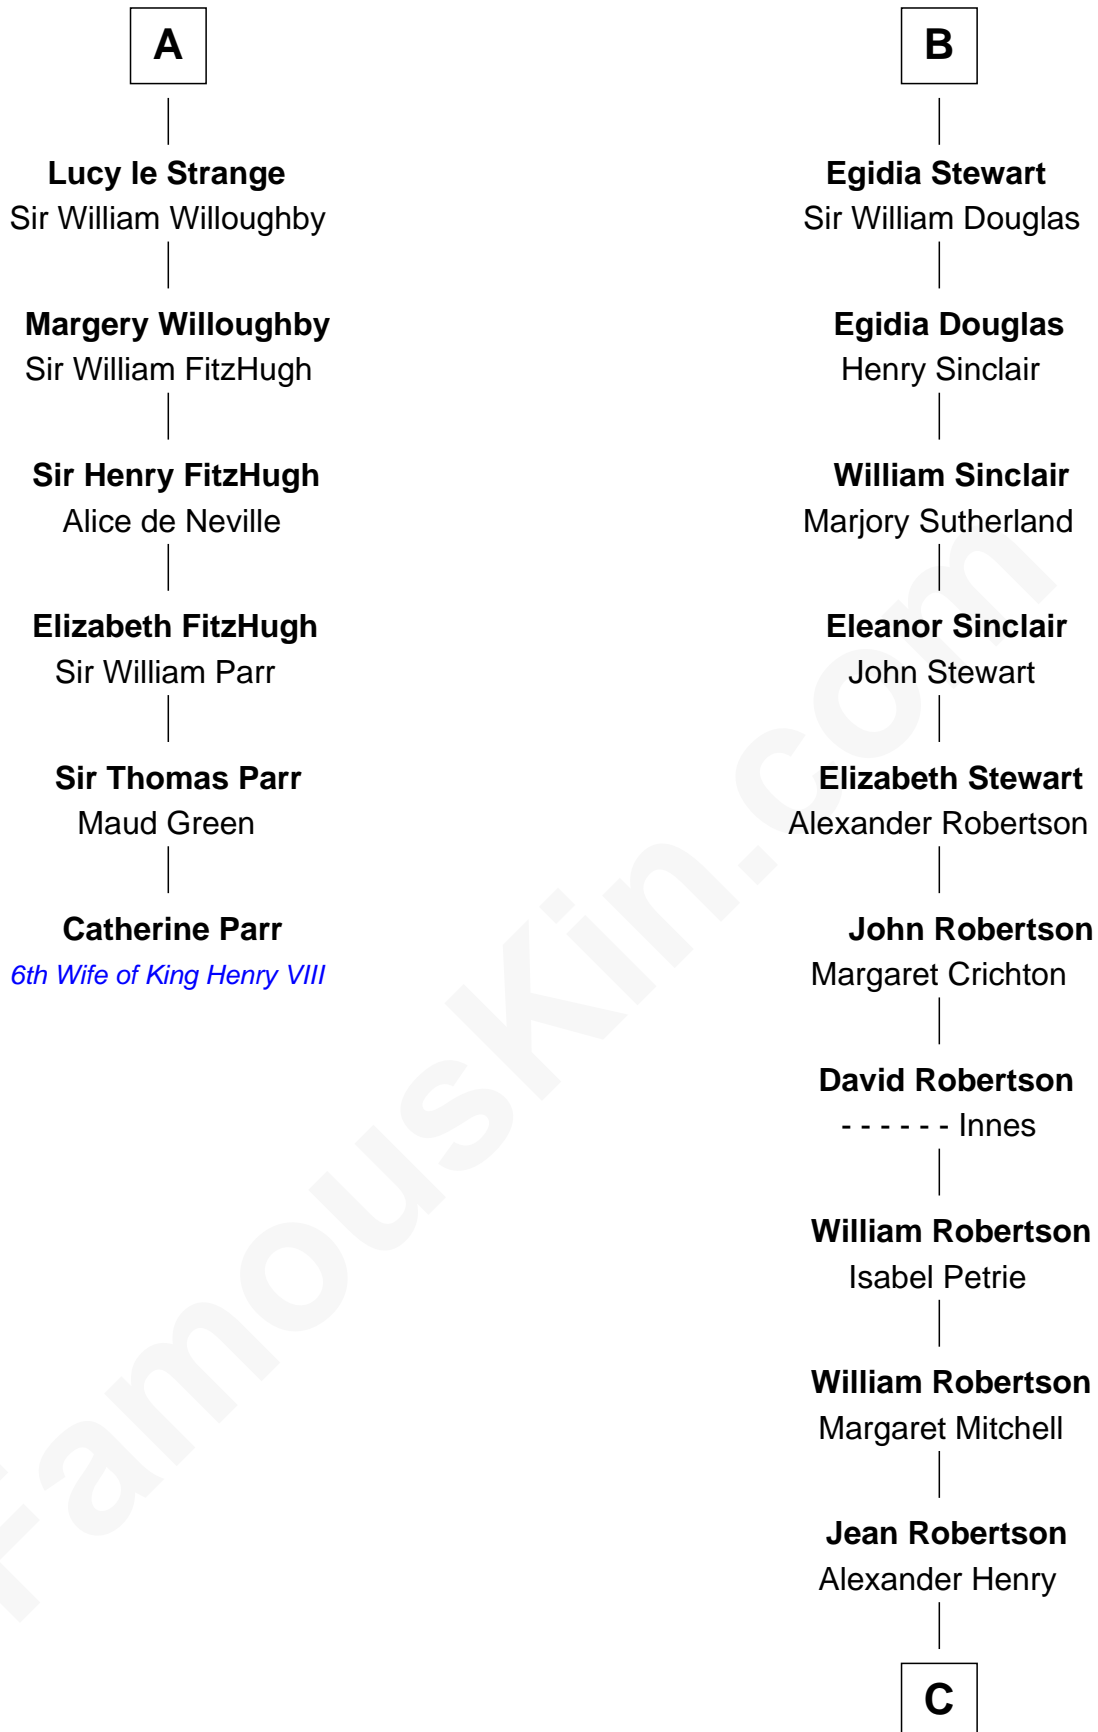 A
Lucy le Strange
Sir William Willoughby
Margery Willoughby
Sir William FitzHugh
Sir Henry FitzHugh
Alice de Neville
Elizabeth FitzHugh
Sir William Parr
Sir Thomas Parr
Maud Green
Catherine Parr
6th Wife of King Henry VIII
B
Egidia Stewart
Sir William Douglas
Egidia Douglas
Henry Sinclair
William Sinclair
Marjory Sutherland
Eleanor Sinclair
John Stewart
Elizabeth Stewart
Alexander Robertson
John Robertson
Margaret Crichton
David Robertson
- - - - - - Innes
William Robertson
Isabel Petrie
William Robertson
Margaret Mitchell
Jean Robertson
Alexander Henry
C
FamousKin.com